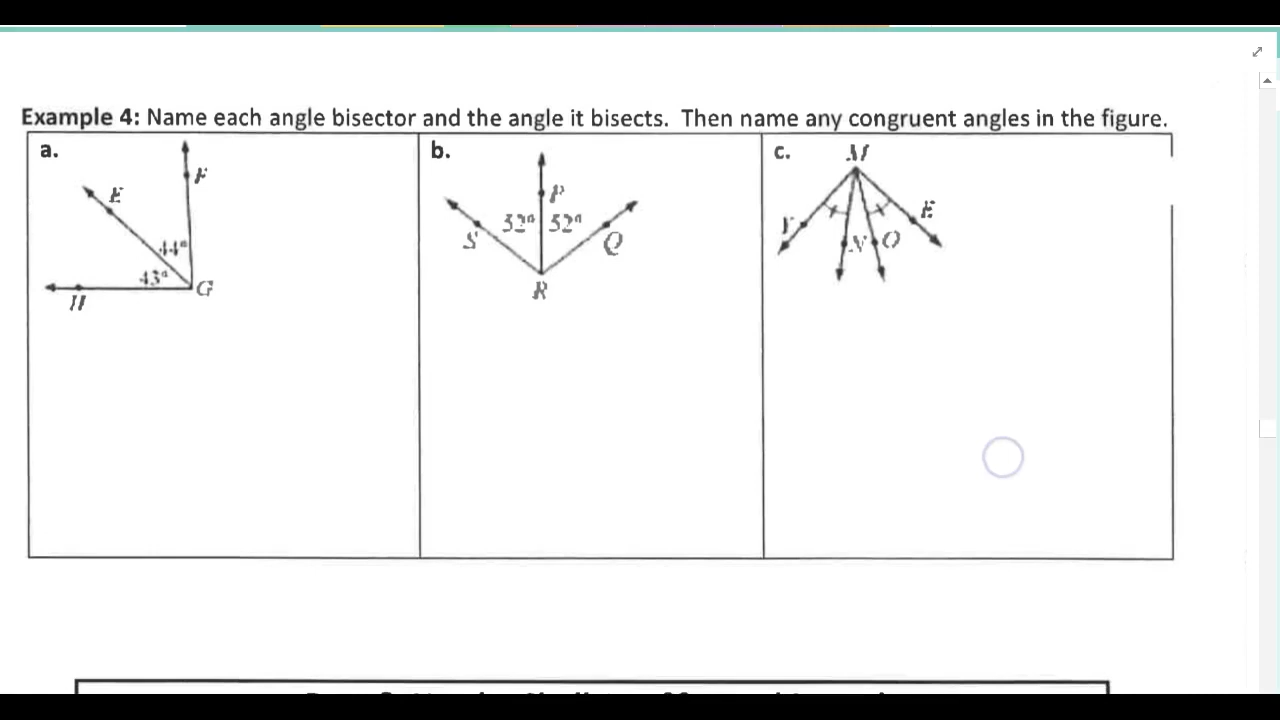 Example 4: Name each angle bisector and the angle it bisects. Then name any congruent angles in the figure.
a.
F
E
44°
43°
H
G
b.
P
52° 52°
S
Q
R
c.
M
E
N
O